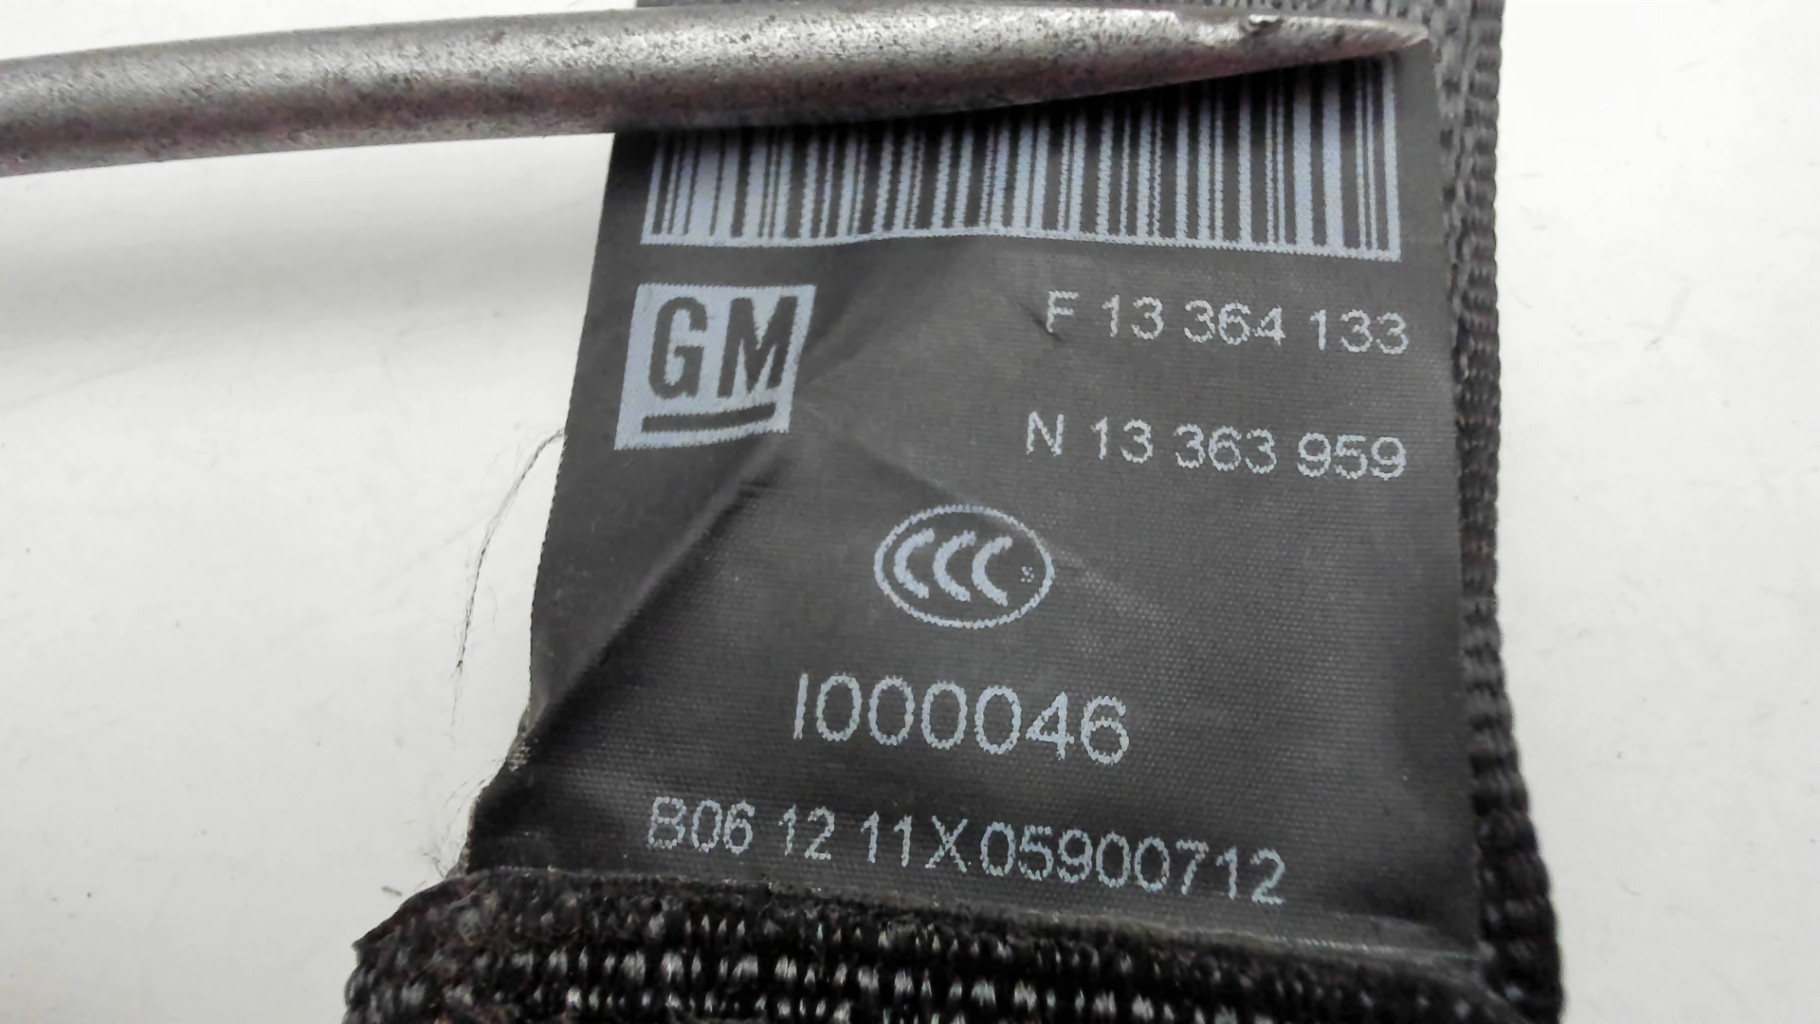 GM
F 13 364 133
N 13 363 959
CCC S
I000046
B06 12 11X05900712